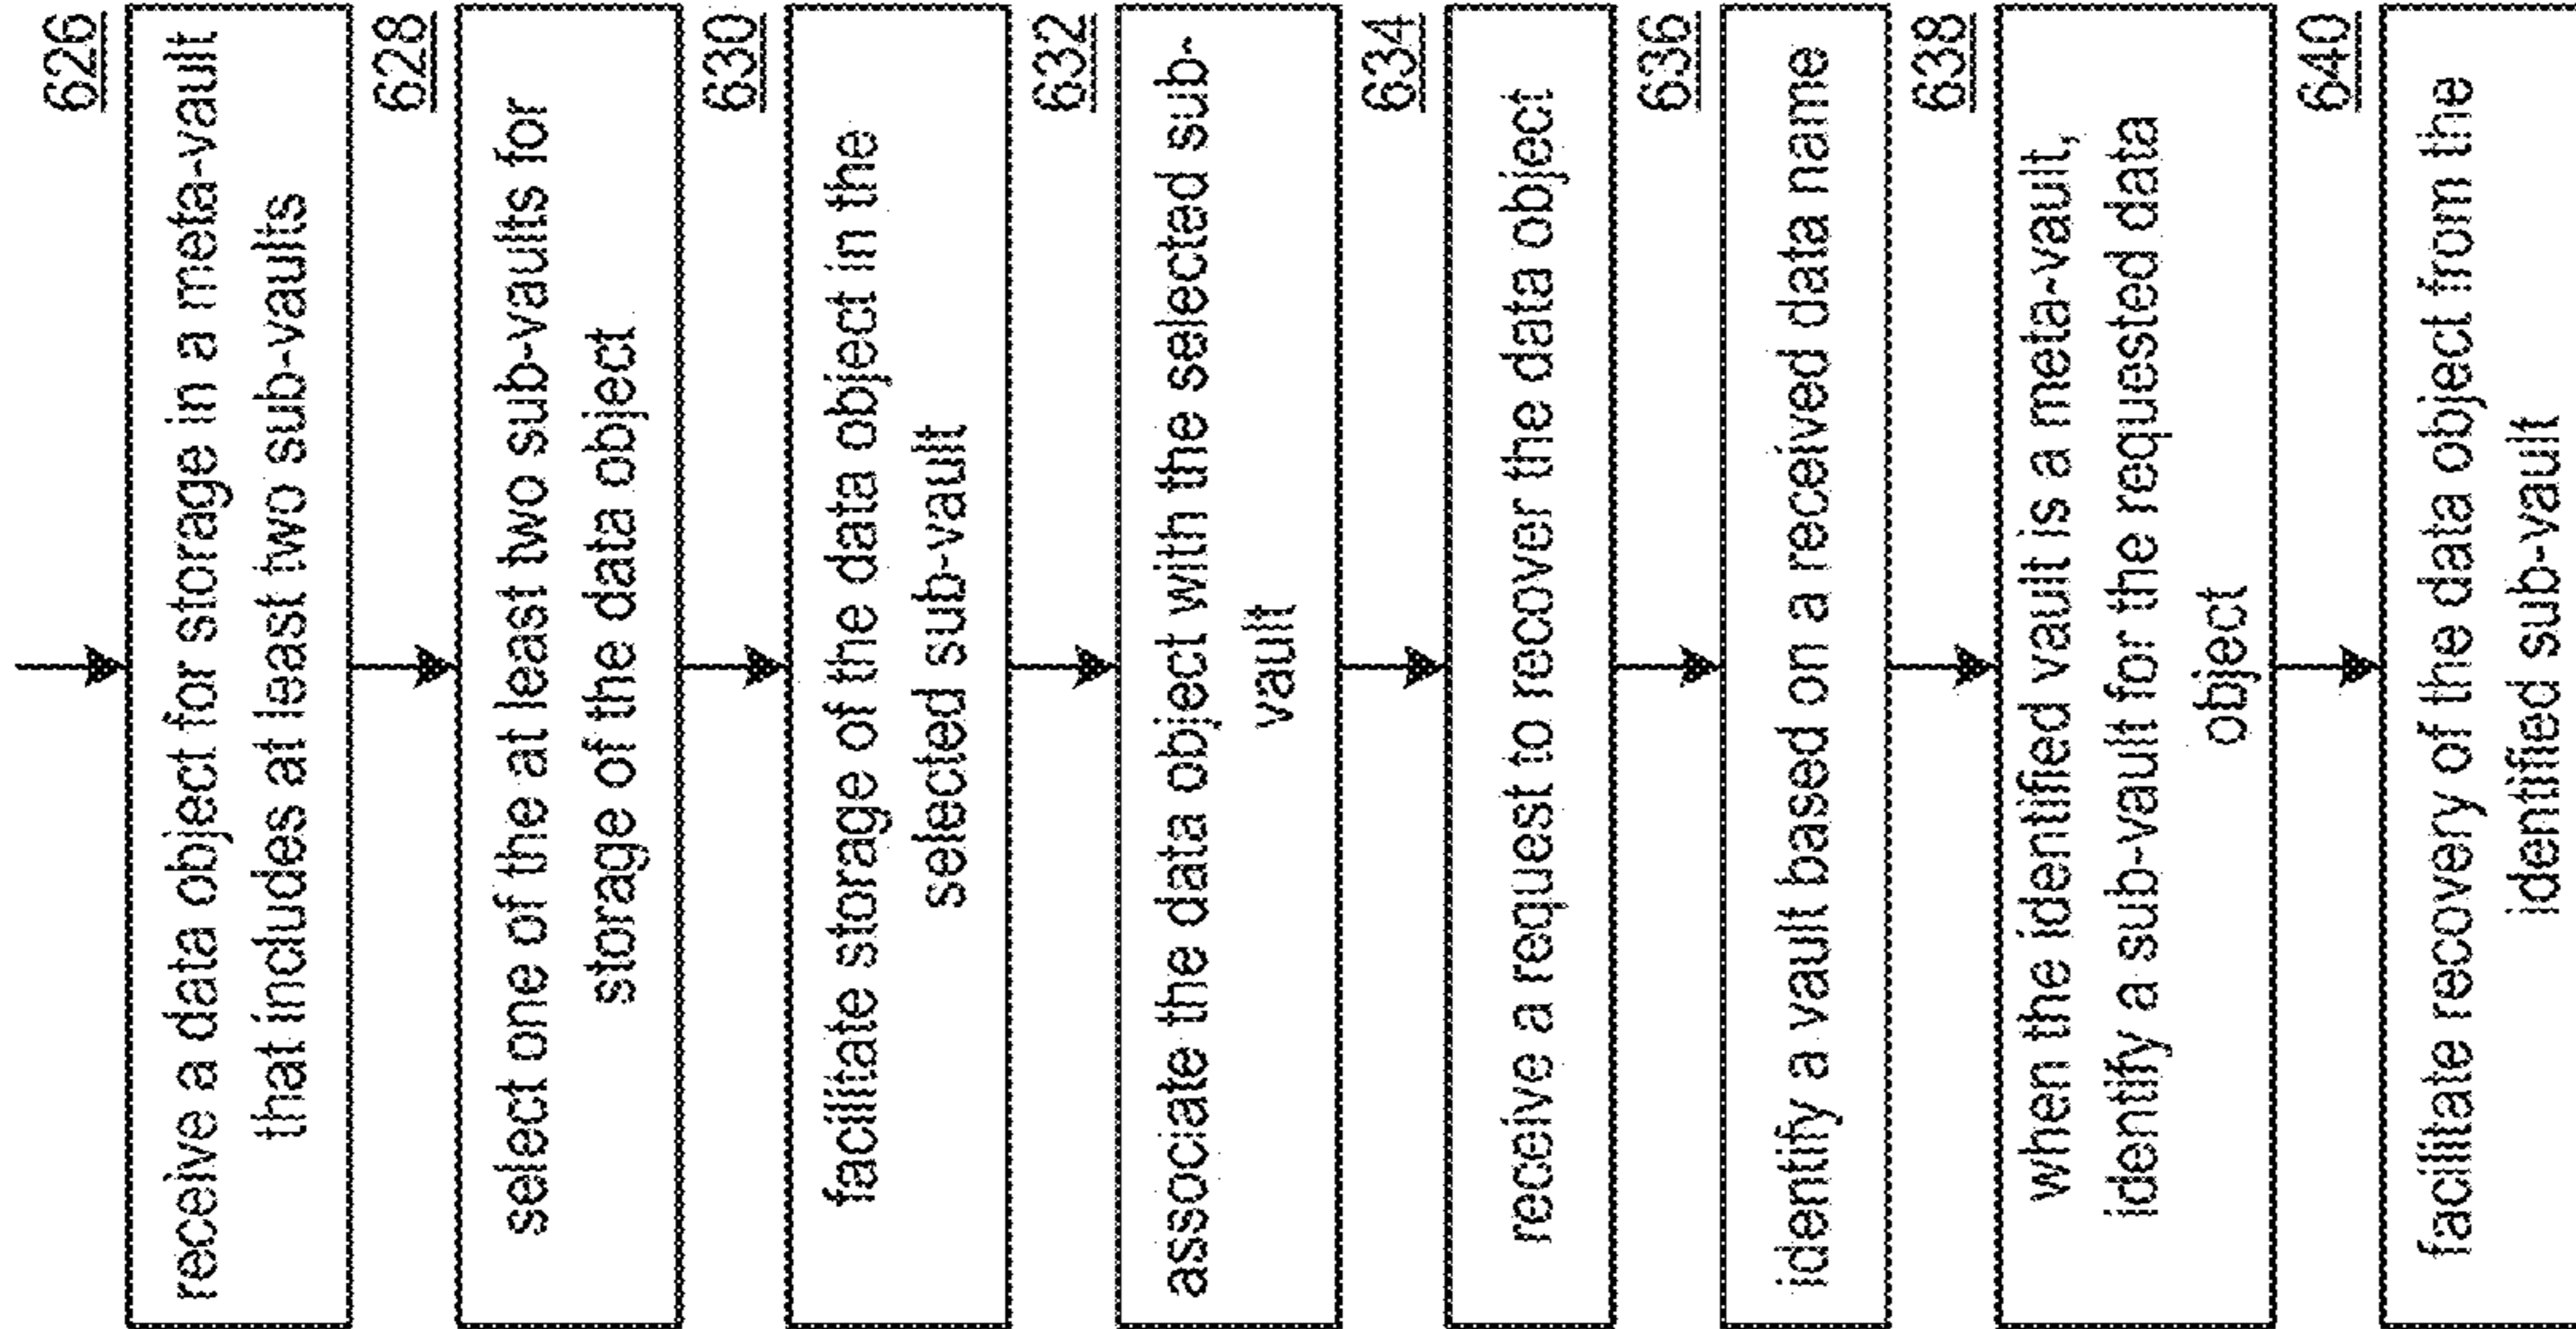 626
receive a data object for storage in a meta-vault
that includes at least two sub-vaults
628
select one of the at least two sub-vaults for
storage of the data object
630
facilitate storage of the data object in the
selected sub-vault
632
associate the data object with the selected sub-
vault
634
receive a request to recover the data object
636
identify a vault based on a received data name
638
when the identified vault is a meta-vault,
identify a sub-vault for the requested data
object
640
facilitate recovery of the data object from the
identified sub-vault